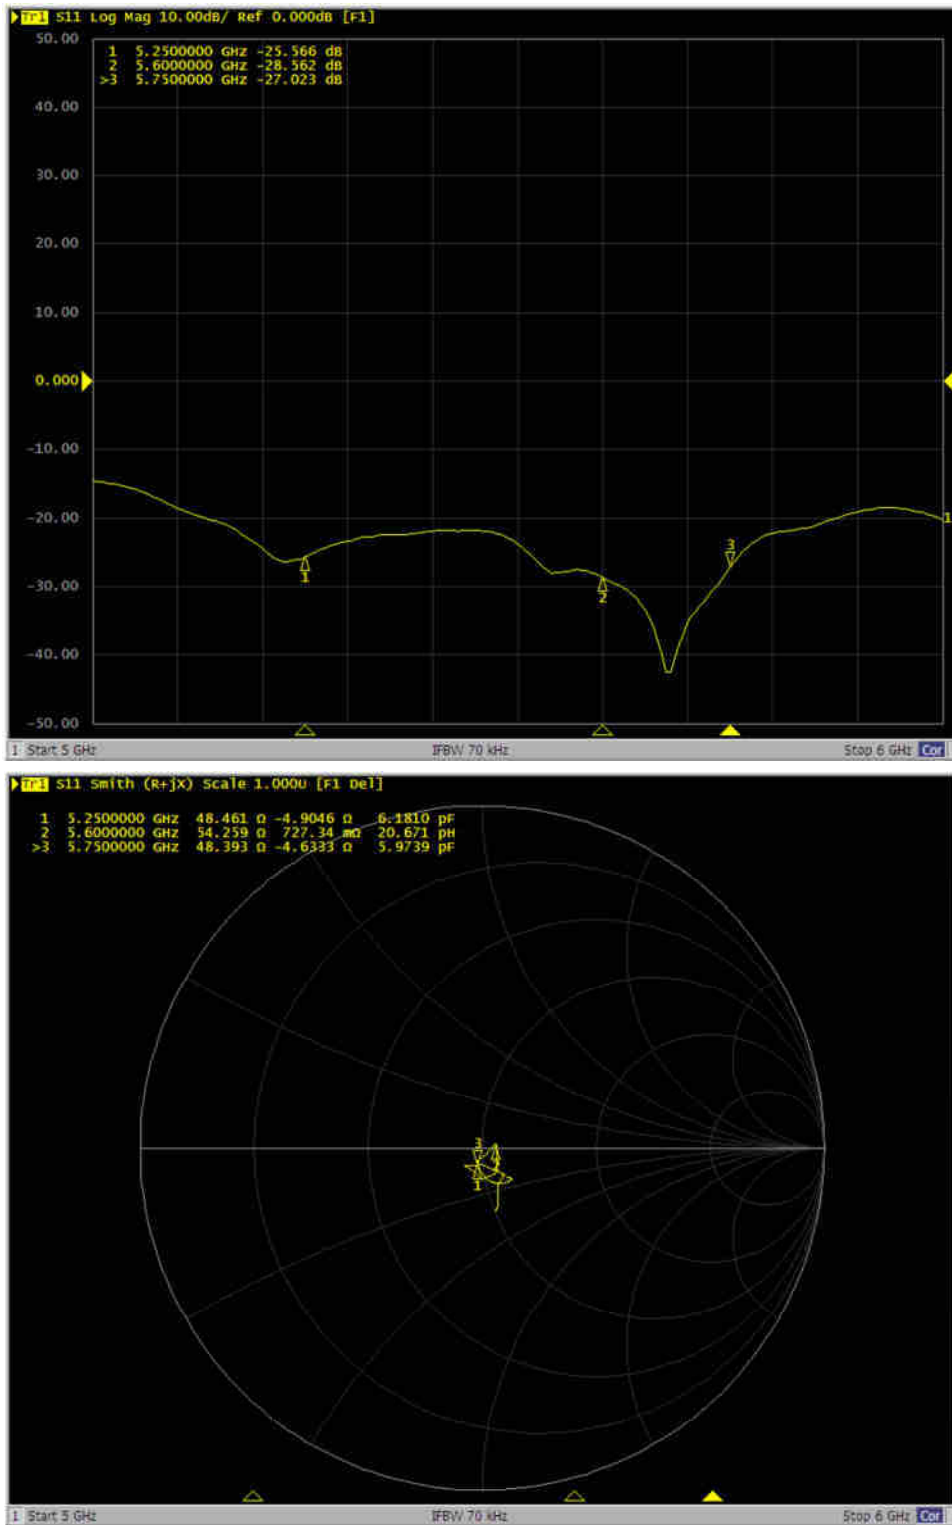 Tr1 S11 Log Mag 10.00dB/ Ref 0.000dB [F1]
50.00
1 5.2500000 GHz -25.566 dB
2 5.6000000 GHz -28.562 dB
>3 5.7500000 GHz -27.023 dB
40.00
30.00
20.00
10.00
0.000
-10.00
-20.00
1
3
1
-30.00
2
-40.00
-50.00
1 Start 5 GHz IFBW 70 kHz Stop 6 GHz Cor
Tr1 S11 Smith (R+jX) Scale 1.000U [F1 Del]
1 5.2500000 GHz 48.461 Ω -4.9046 Ω 6.1810 pF
2 5.6000000 GHz 54.259 Ω 727.34 mΩ 20.671 pH
>3 5.7500000 GHz 48.393 Ω -4.6333 Ω 5.9739 pF
3
1
1 Start 5 GHz IFBW 70 kHz Stop 6 GHz Cor